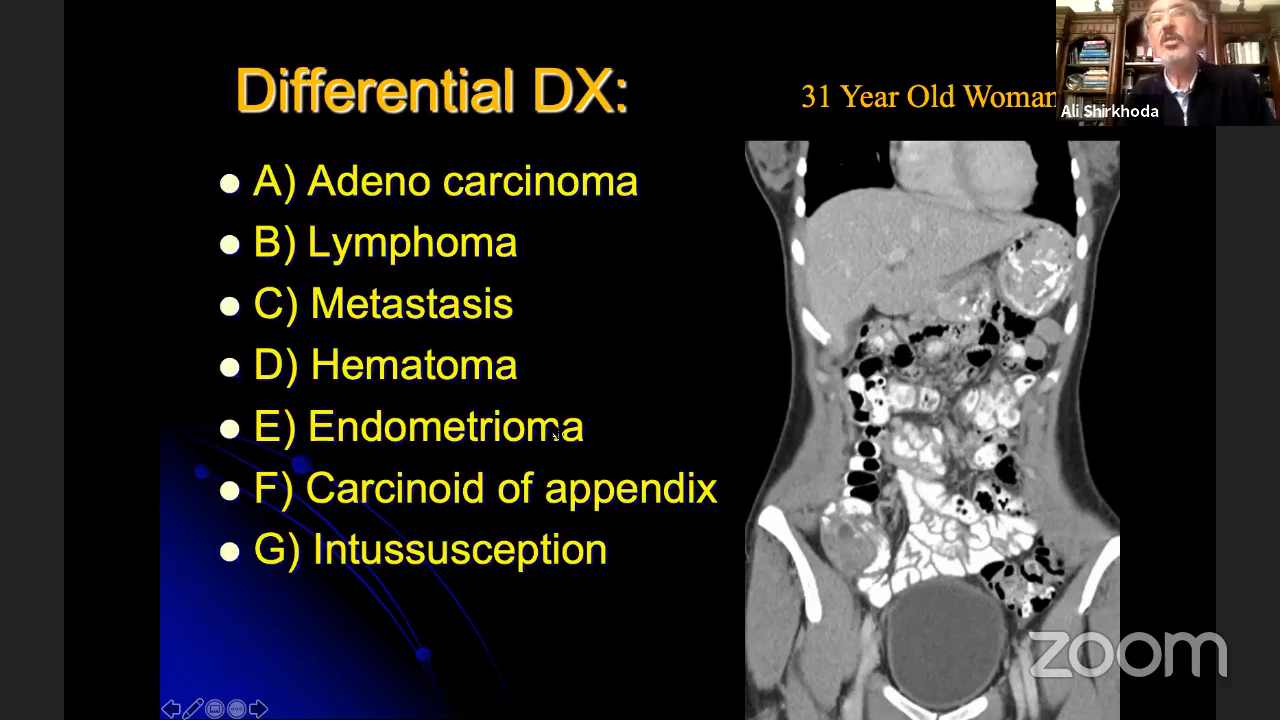 Differential DX:
31 Year Old Woman
Ali Shirkhoda
A) Adeno carcinoma
B) Lymphoma
C) Metastasis
D) Hematoma
E) Endometrioma
F) Carcinoid of appendix
G) Intussusception
zoom